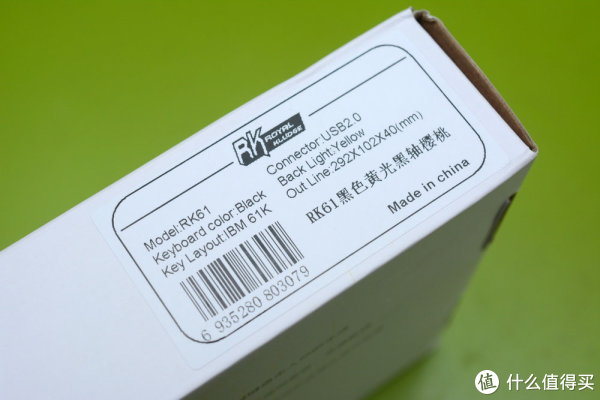 RK ROYAL KLUDGE
Model:RK61
Keyboard color:Black
Key Layout:IBM 61K
Connector:USB2.0
Back Light:Yellow
Out Line:292X102X40(mm)
RK61黑色黄光黑轴樱桃
6 935280 803079
Made in china
值 什么值得买